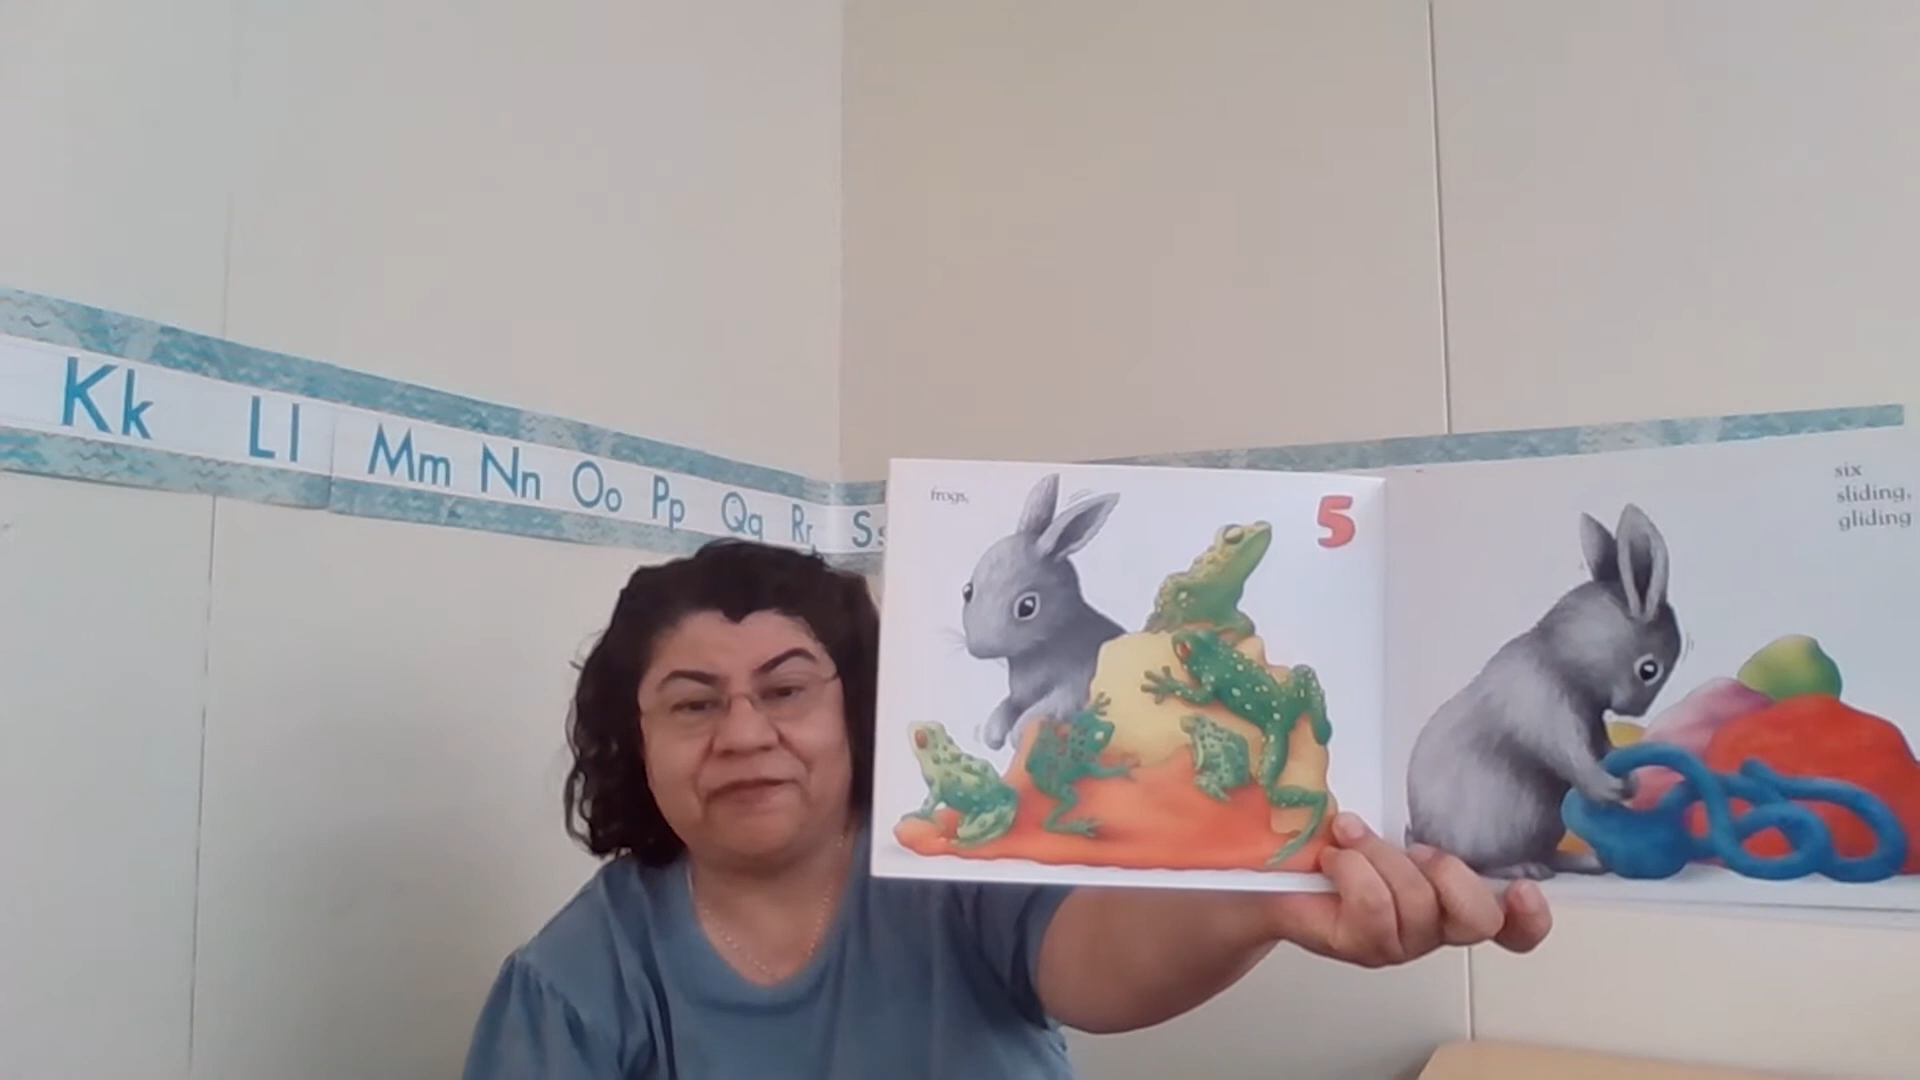 Kk Ll Mm Nn Oo Pp Qq Rr Ss
frogs,
5
six
sliding,
gliding